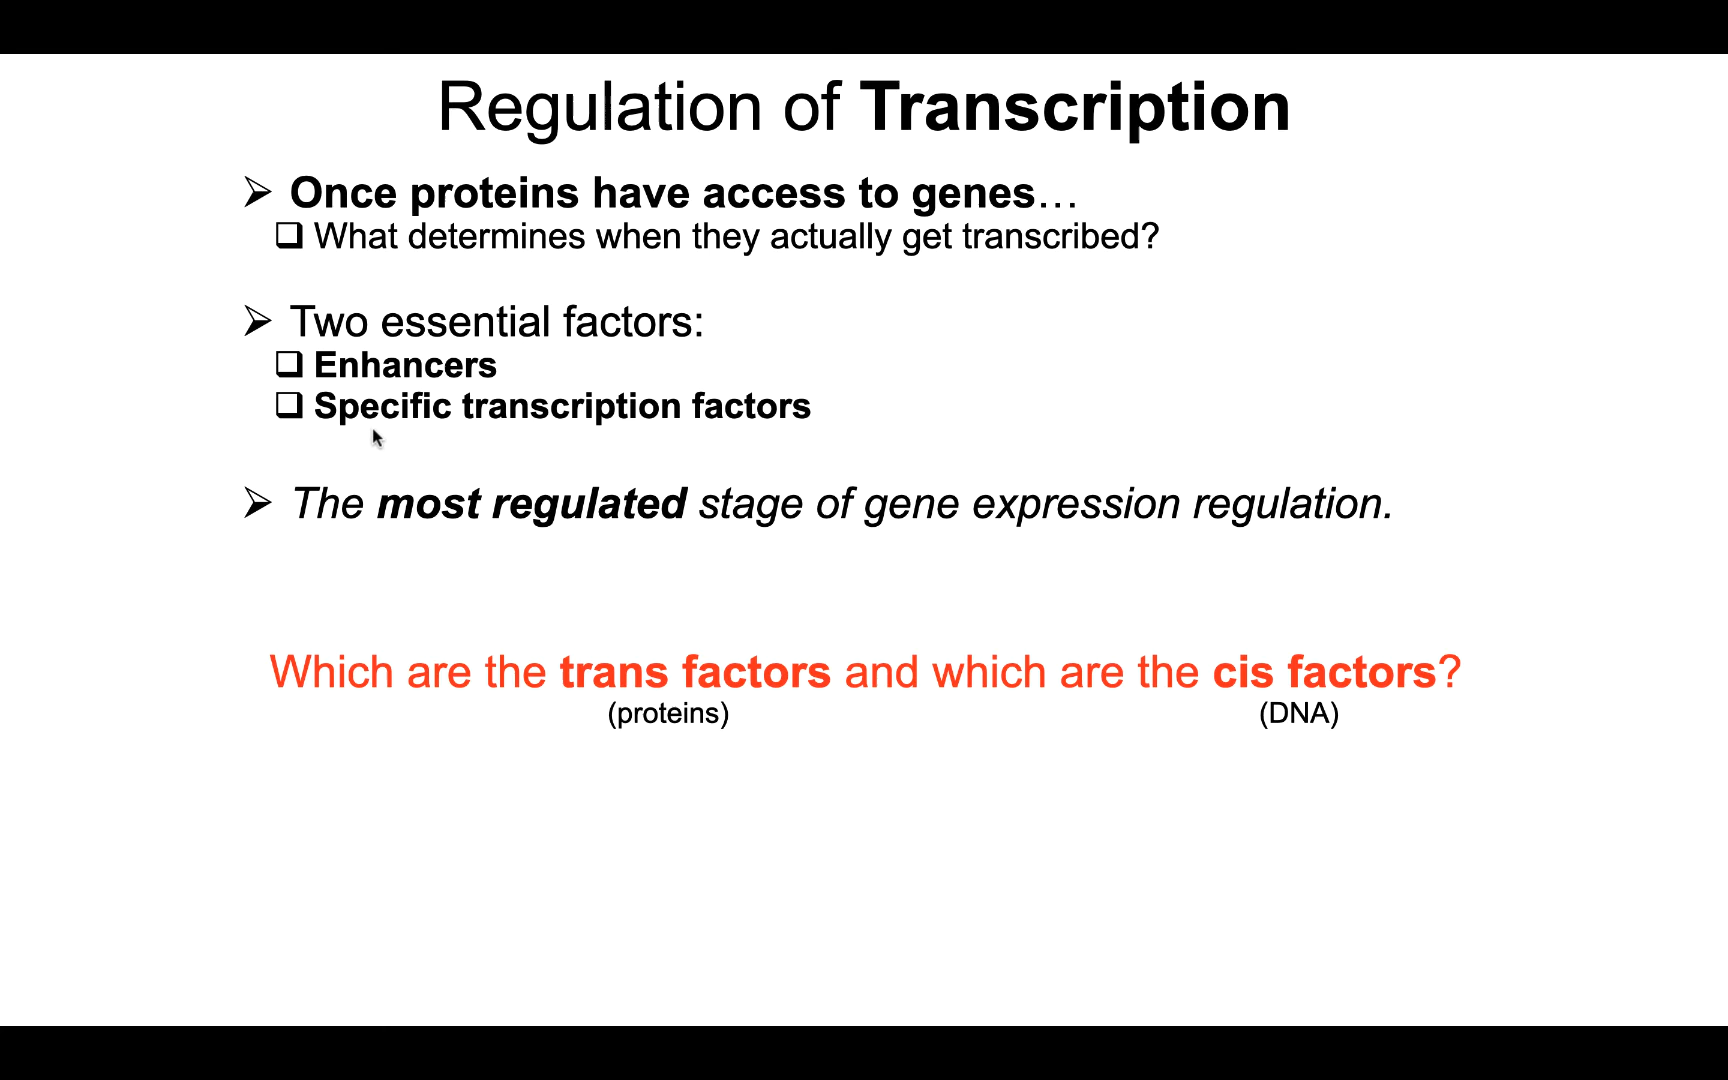 Regulation of Transcription
➢ Once proteins have access to genes…
❑ What determines when they actually get transcribed?
➢ Two essential factors:
❑ Enhancers
❑ Specific transcription factors
➢ The most regulated stage of gene expression regulation.
Which are the trans factors and which are the cis factors?
(proteins) (DNA)